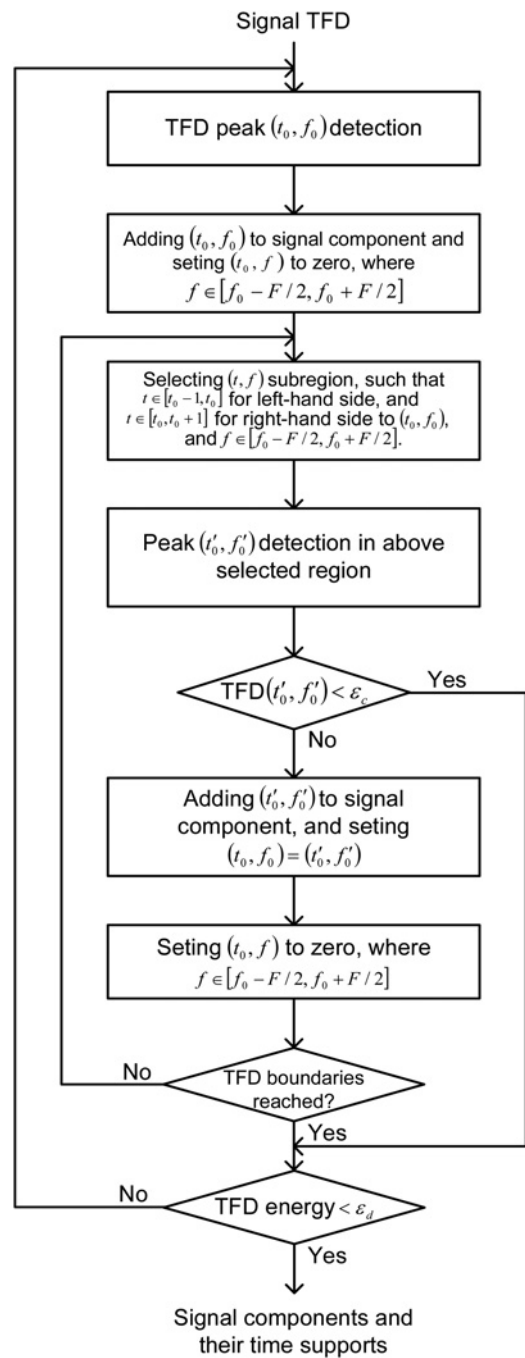 Signal TFD
TFD peak (t₀, f₀) detection
Adding (t₀, f₀) to signal component and
seting (t₀, f) to zero, where
f ∈ [f₀ − F / 2, f₀ + F / 2]
Selecting (t, f) subregion, such that
t ∈ [t₀ − 1, t₀] for left-hand side, and
t ∈ [t₀, t₀ + 1] for right-hand side to (t₀, f₀),
and f ∈ [f₀ − F / 2, f₀ + F / 2].
Peak (t′₀, f′₀) detection in above
selected region
TFD(t′₀, f′₀) < ε_c
Yes
No
Adding (t′₀, f′₀) to signal
component, and seting
(t₀, f₀) = (t′₀, f′₀)
Seting (t₀, f) to zero, where
f ∈ [f₀ − F / 2, f₀ + F / 2]
No
TFD boundaries
reached?
Yes
No
TFD energy < ε_d
Yes
Signal components and
their time supports